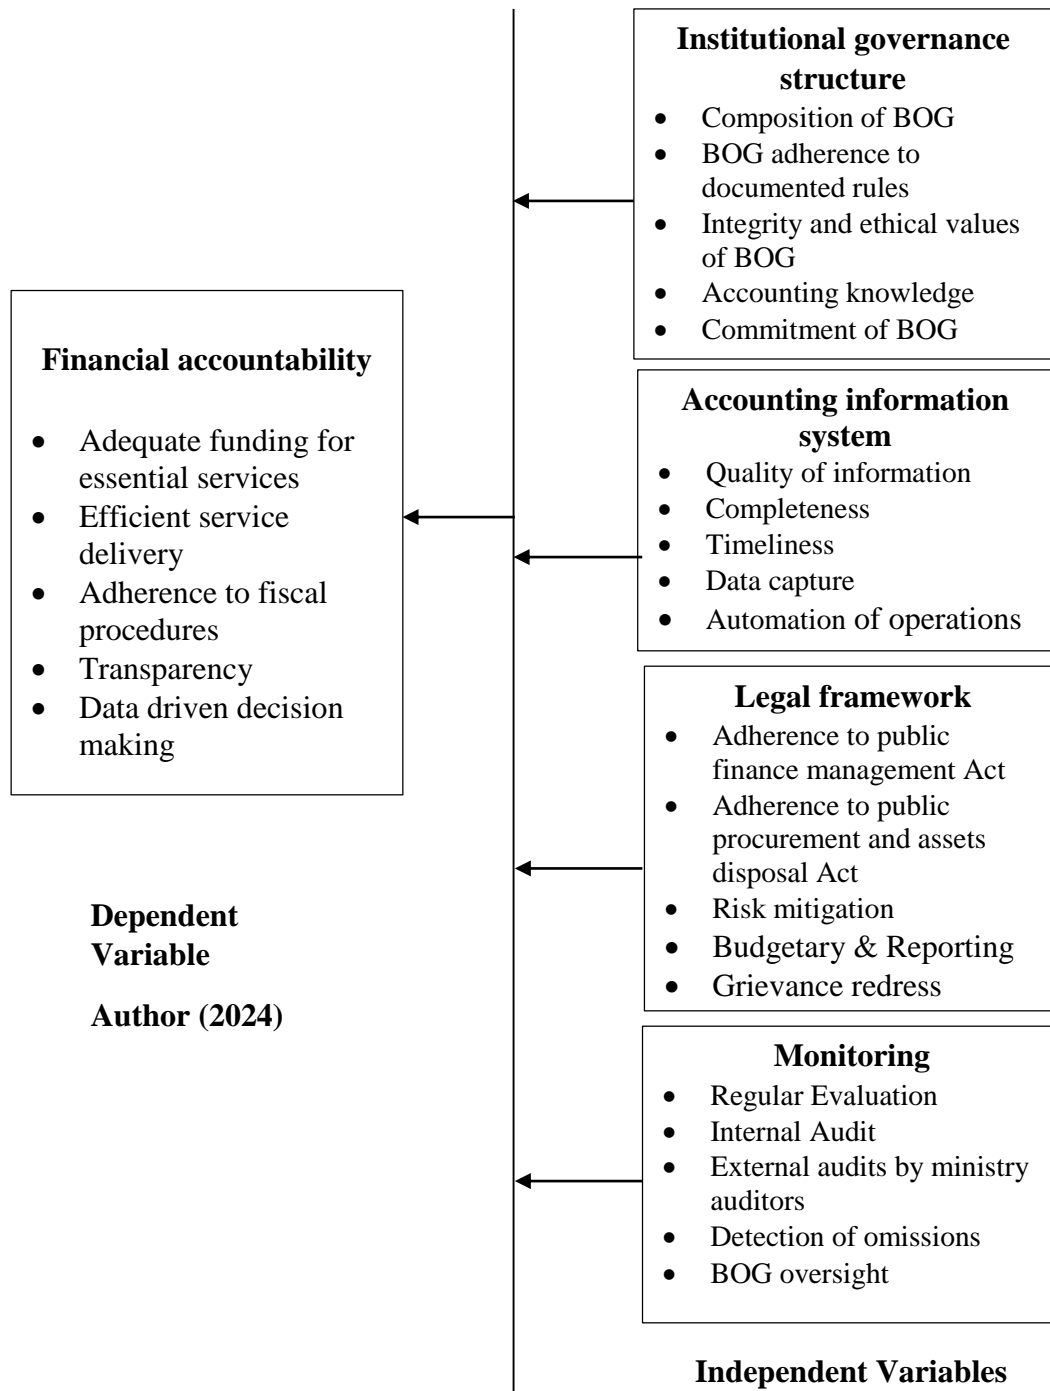 Institutional governance
structure
• Composition of BOG
• BOG adherence to
documented rules
• Integrity and ethical values
of BOG
• Accounting knowledge
• Commitment of BOG
Financial accountability
• Adequate funding for
essential services
• Efficient service
delivery
• Adherence to fiscal
procedures
• Transparency
• Data driven decision
making
Accounting information
system
• Quality of information
• Completeness
• Timeliness
• Data capture
• Automation of operations
Legal framework
• Adherence to public
finance management Act
• Adherence to public
procurement and assets
disposal Act
• Risk mitigation
• Budgetary & Reporting
• Grievance redress
Dependent
Variable
Author (2024)
Monitoring
• Regular Evaluation
• Internal Audit
• External audits by ministry
auditors
• Detection of omissions
• BOG oversight
Independent Variables